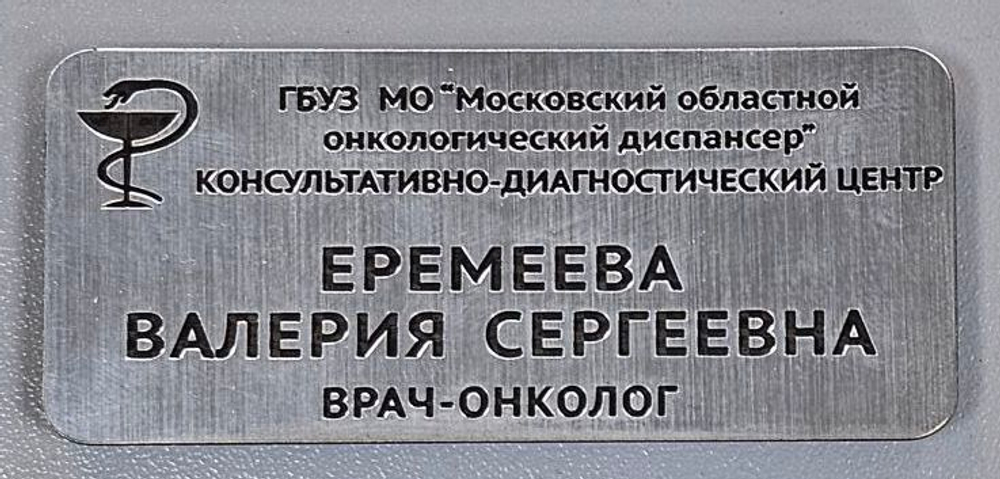 ГБУЗ МО "Московский областной
онкологический диспансер"
КОНСУЛЬТАТИВНО-ДИАГНОСТИЧЕСКИЙ ЦЕНТР
ЕРЕМЕЕВА
ВАЛЕРИЯ СЕРГЕЕВНА
ВРАЧ-ОНКОЛОГ